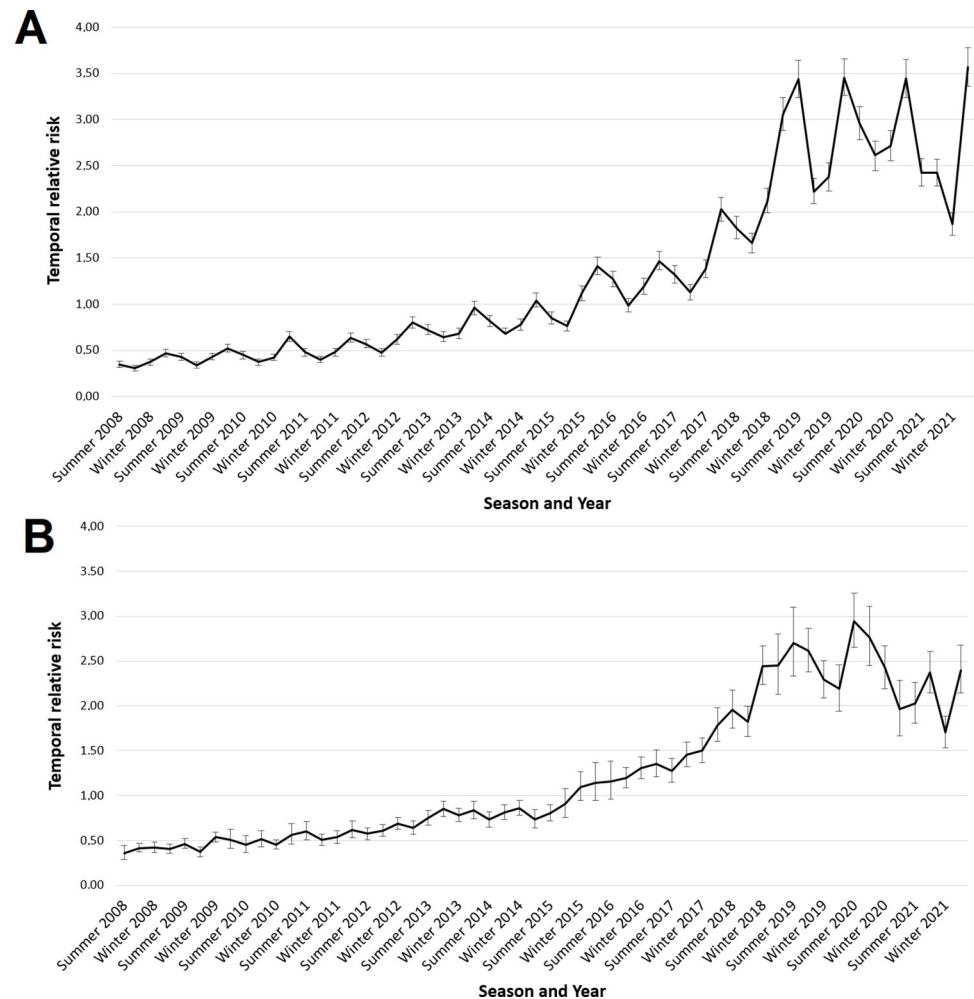 A
4,00
3,50
3,00
2,50
2,00
1,50
1,00
0,50
0,00
Temporal relative risk
Summer 2008
Winter 2008
Summer 2009
Winter 2009
Summer 2010
Winter 2010
Summer 2011
Winter 2011
Summer 2012
Winter 2012
Summer 2013
Winter 2013
Summer 2014
Winter 2014
Summer 2015
Winter 2015
Summer 2016
Winter 2016
Summer 2017
Winter 2017
Summer 2018
Winter 2018
Summer 2019
Winter 2019
Summer 2020
Winter 2020
Summer 2021
Winter 2021
Season and Year
B
4.00
3.50
3.00
2.50
2.00
1.50
1.00
0.50
0.00
Temporal relative risk
Summer 2008
Winter 2008
Summer 2009
Winter 2009
Summer 2010
Winter 2010
Summer 2011
Winter 2011
Summer 2012
Winter 2012
Summer 2013
Winter 2013
Summer 2014
Winter 2014
Summer 2015
Winter 2015
Summer 2016
Winter 2016
Summer 2017
Winter 2017
Summer 2018
Winter 2018
Summer 2019
Winter 2019
Summer 2020
Winter 2020
Summer 2021
Winter 2021
Season and Year